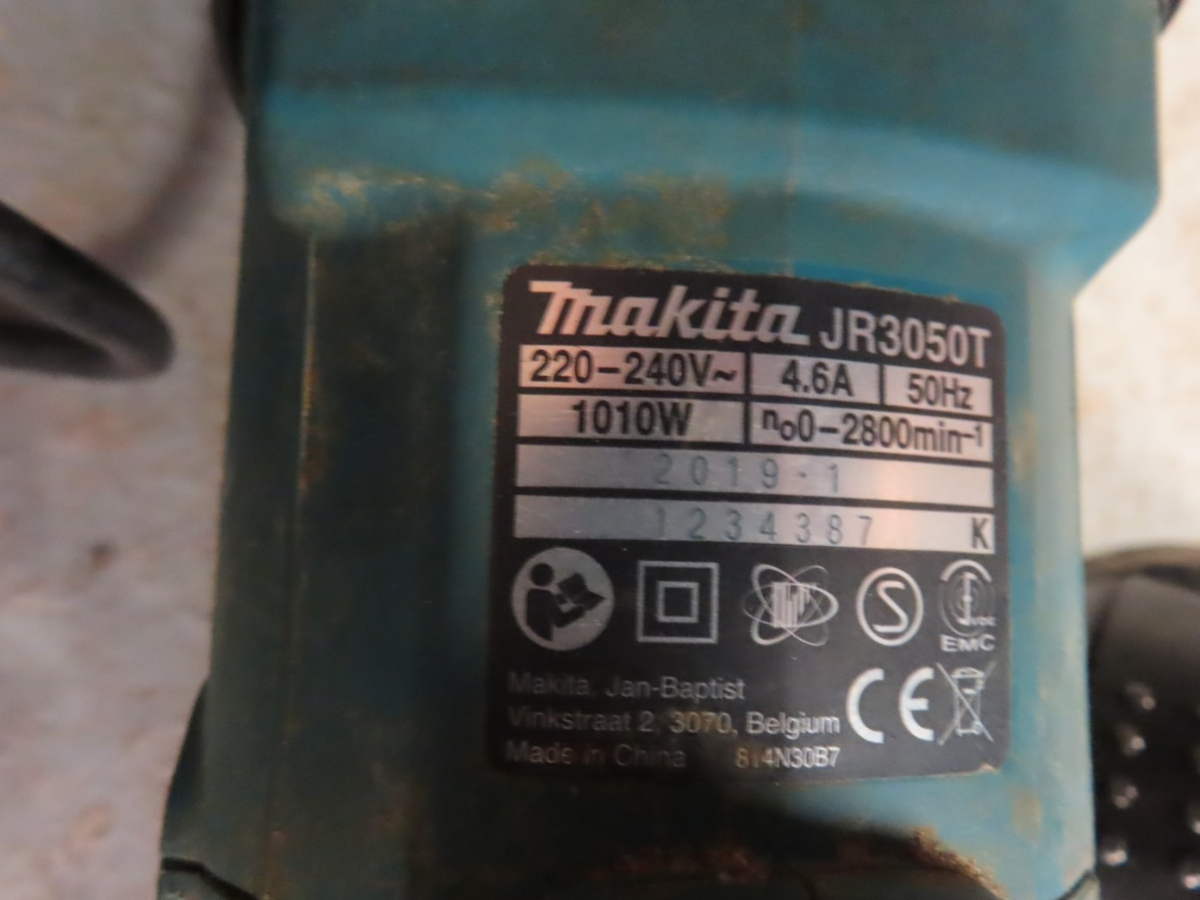 makita JR3050T
220-240V~ 4.6A 50Hz
1010W n₀0-2800min⁻¹
2019·1
1234387 K
VDE
EMC
Makita, Jan-Baptist
Vinkstraat 2, 3070, Belgium
CE
Made in China 814N30B7